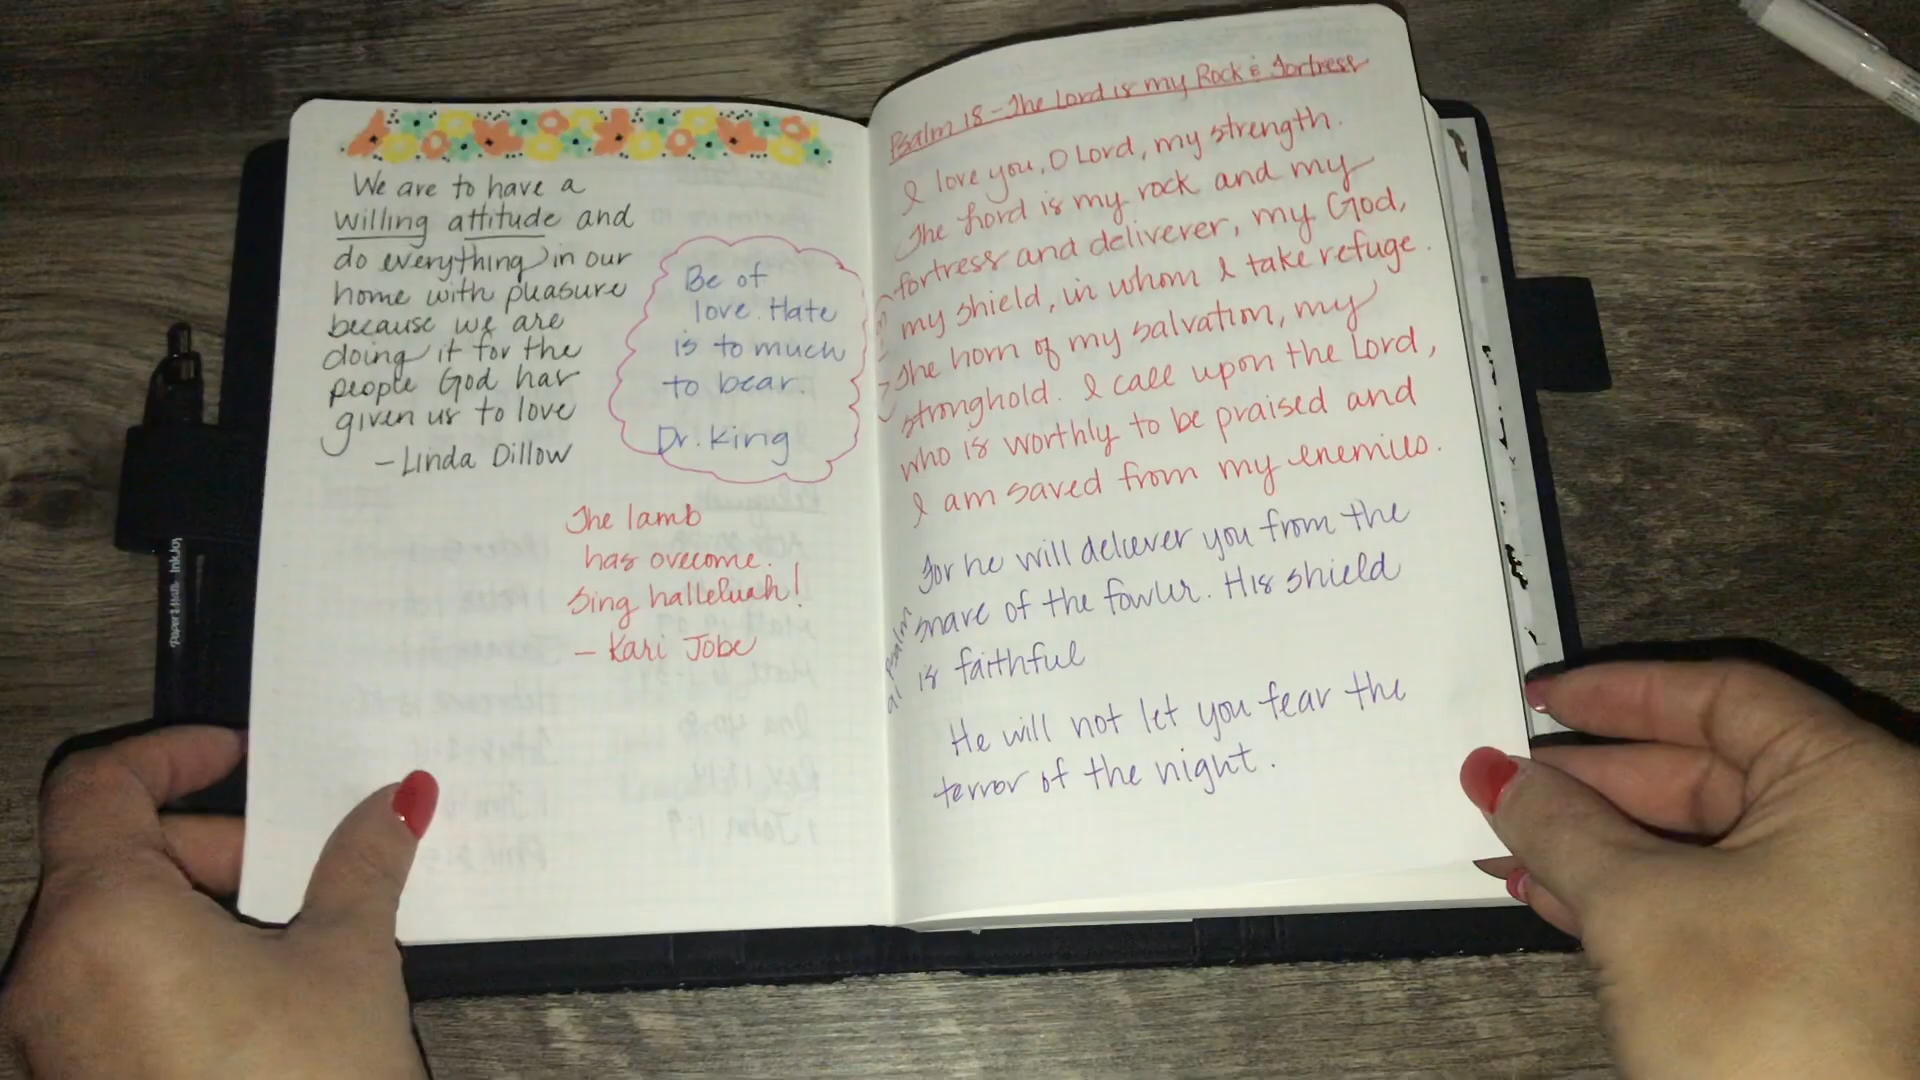 We are to have a
willing attitude and
do everything in our
home with pleasure
because we are
doing it for the
people God has
given us to love
- Linda Dillow
Be of
love. Hate
is to much
to bear.
Dr. King
The lamb
has ovecome.
Sing halleluah!
- Kari Jobe
Psalm 18 - The Lord is my Rock & Fortress
I love you, O Lord, my strength.
The Lord is my rock and my
fortress and deliverer, my God,
my shield, in whom I take refuge.
The horn of my salvation, my
stronghold. I call upon the Lord,
who is worthly to be praised and
I am saved from my enemies.
For he will deliever you from the
snare of the fowler. His shield
is faithful
Psalm
91
He will not let you fear the
terror of the night.
PaperMate InkJoy